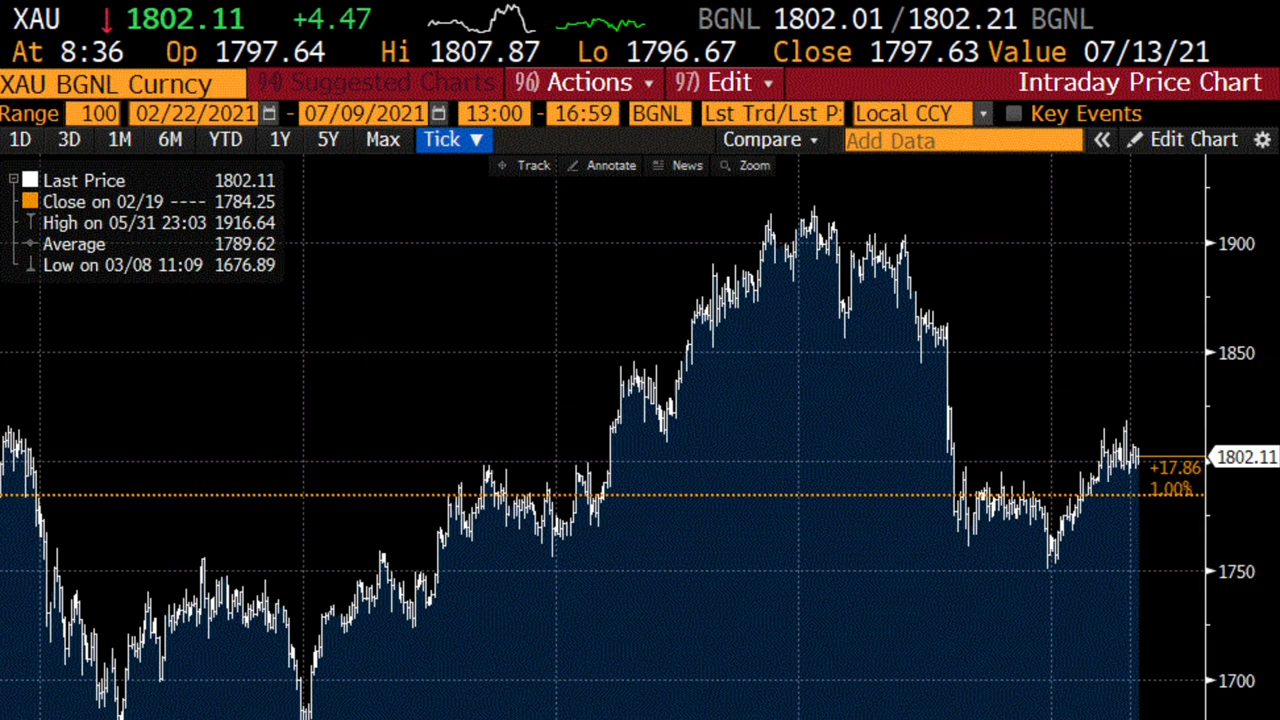 XAU ↓ 1802.11 +4.47 BGNL 1802.01 / 1802.21 BGNL
At 8:36 Op 1797.64 Hi 1807.87 Lo 1796.67 Close 1797.63 Value 07/13/21
XAU BGNL Curncy 94) Suggested Charts 96) Actions ▾ 97) Edit ▾ Intraday Price Chart
Range 100 02/22/2021 - 07/09/2021 13:00 - 16:59 BGNL Lst Trd/Lst P: Local CCY ▾ Key Events
1D 3D 1M 6M YTD 1Y 5Y Max Tick ▼ Compare ▾ Add Data « Edit Chart
Track Annotate News Zoom
Last Price 1802.11
Close on 02/19 ---- 1784.25
High on 05/31 23:03 1916.64
Average 1789.62
Low on 03/08 11:09 1676.89
1900
1850
1802.11
+17.86
1.00%
1750
1700